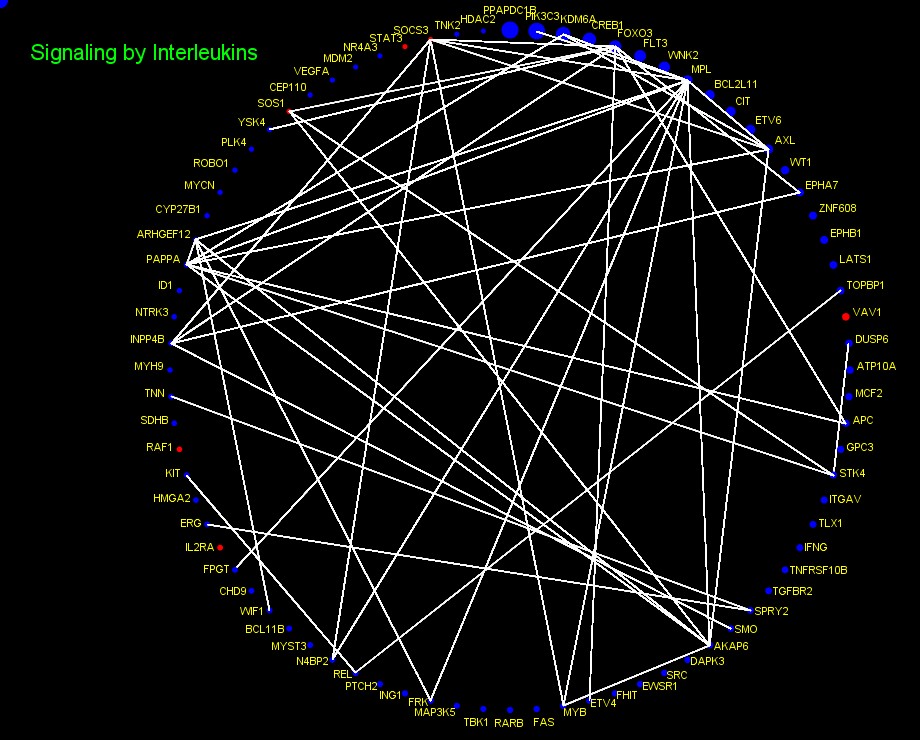 Signaling by Interleukins
PPAPDC1B
PIK3C3
KDM6A
CREB1
FOXO3
FLT3
WNK2
MPL
BCL2L11
CIT
ETV6
AXL
WT1
EPHA7
ZNF608
EPHB1
LATS1
TOPBP1
VAV1
DUSP6
ATP10A
MCF2
APC
GPC3
STK4
ITGAV
TLX1
IFNG
TNFRSF10B
TGFBR2
SPRY2
SMO
AKAP6
DAPK3
SRC
EWSR1
FHIT
ETV4
MYB
FAS
RARB
TBK1
MAP3K5
FRK
ING1
PTCH2
REL
N4BP2
MYST3
BCL11B
WIF1
CHD9
FPGT
IL2RA
ERG
HMGA2
KIT
RAF1
SDHB
TNN
MYH9
INPP4B
NTRK3
ID1
PAPPA
ARHGEF12
CYP27B1
MYCN
ROBO1
PLK4
YSK4
SOS1
CEP110
VEGFA
MDM2
NR4A3
STAT3
SOCS3
TNK2
HDAC2